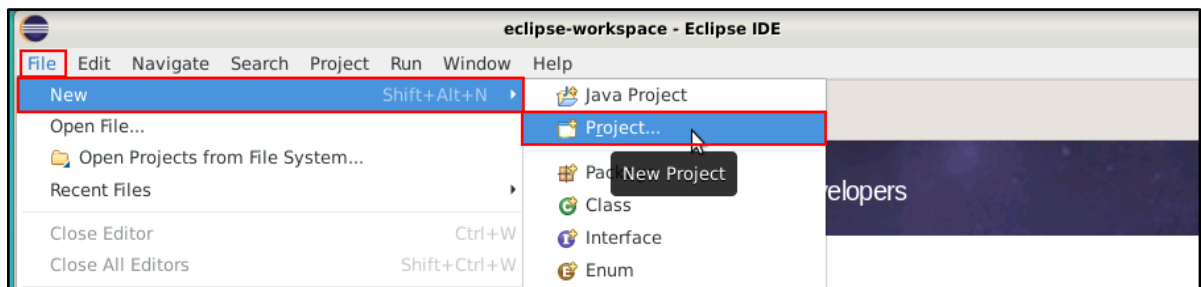 eclipse-workspace - Eclipse IDE
File Edit Navigate Search Project Run Window Help
New Shift+Alt+N
Java Project
Open File...
Project...
Open Projects from File System...
New Project
Recent Files
elopers
Class
Close Editor Ctrl+W
Interface
Close All Editors Shift+Ctrl+W
Enum